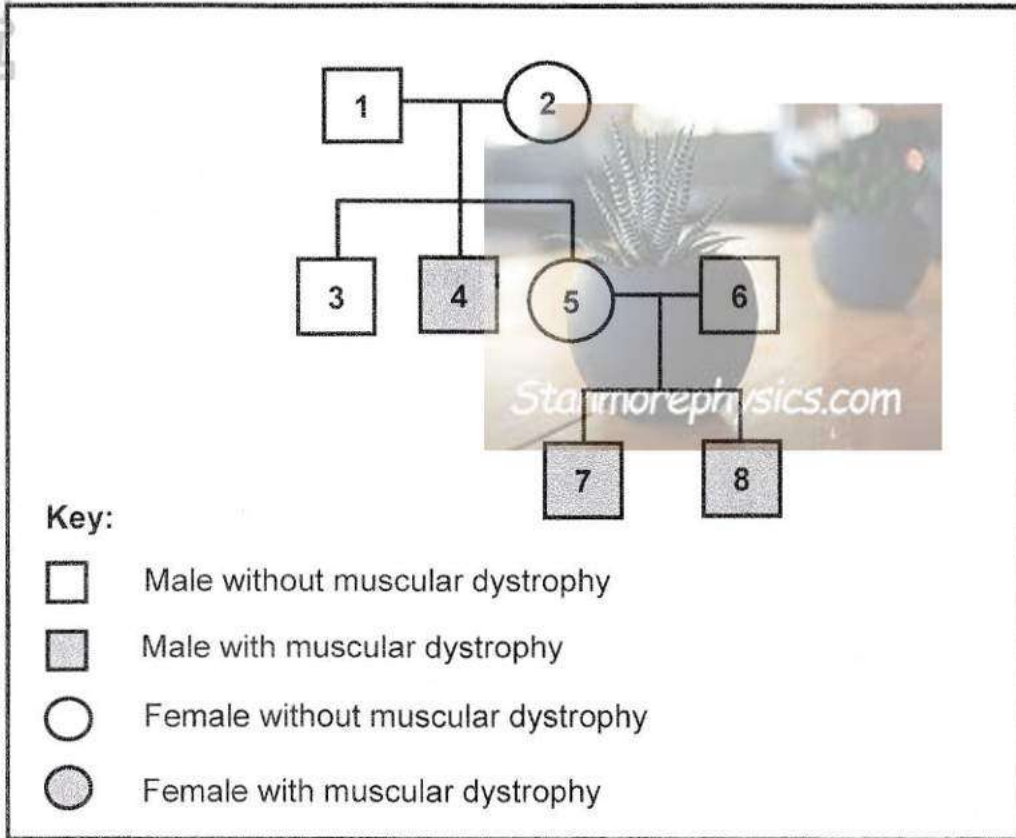 1
2
3
4
5
6
Stanmorephysics.com
7
8
Key:
Male without muscular dystrophy
Male with muscular dystrophy
Female without muscular dystrophy
Female with muscular dystrophy